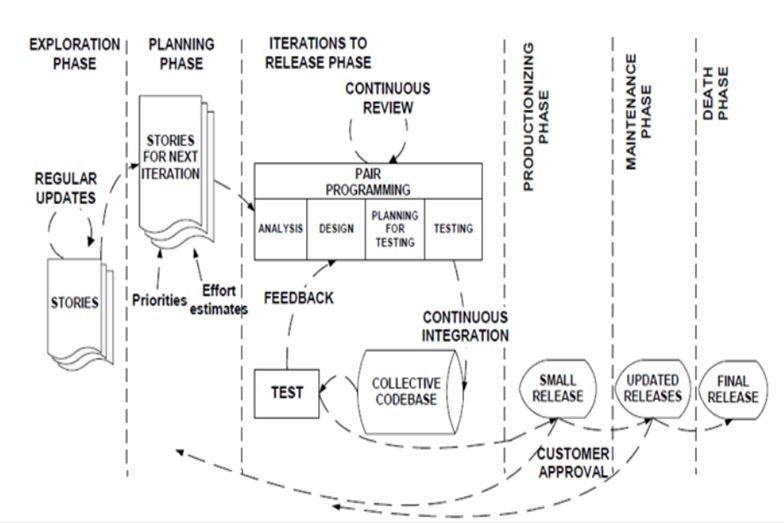 EXPLORATION
PHASE
PLANNING
PHASE
ITERATIONS TO
RELEASE PHASE
PRODUCTIONIZING
PHASE
MAINTENANCE
PHASE
DEATH
PHASE
CONTINUOUS
REVIEW
STORIES
FOR NEXT
ITERATION
REGULAR
UPDATES
STORIES
Priorities
Effort
estimates
PAIR
PROGRAMMING
ANALYSIS
DESIGN
PLANNING
FOR
TESTING
TESTING
FEEDBACK
CONTINUOUS
INTEGRATION
TEST
COLLECTIVE
CODEBASE
SMALL
RELEASE
UPDATED
RELEASES
FINAL
RELEASE
CUSTOMER
APPROVAL